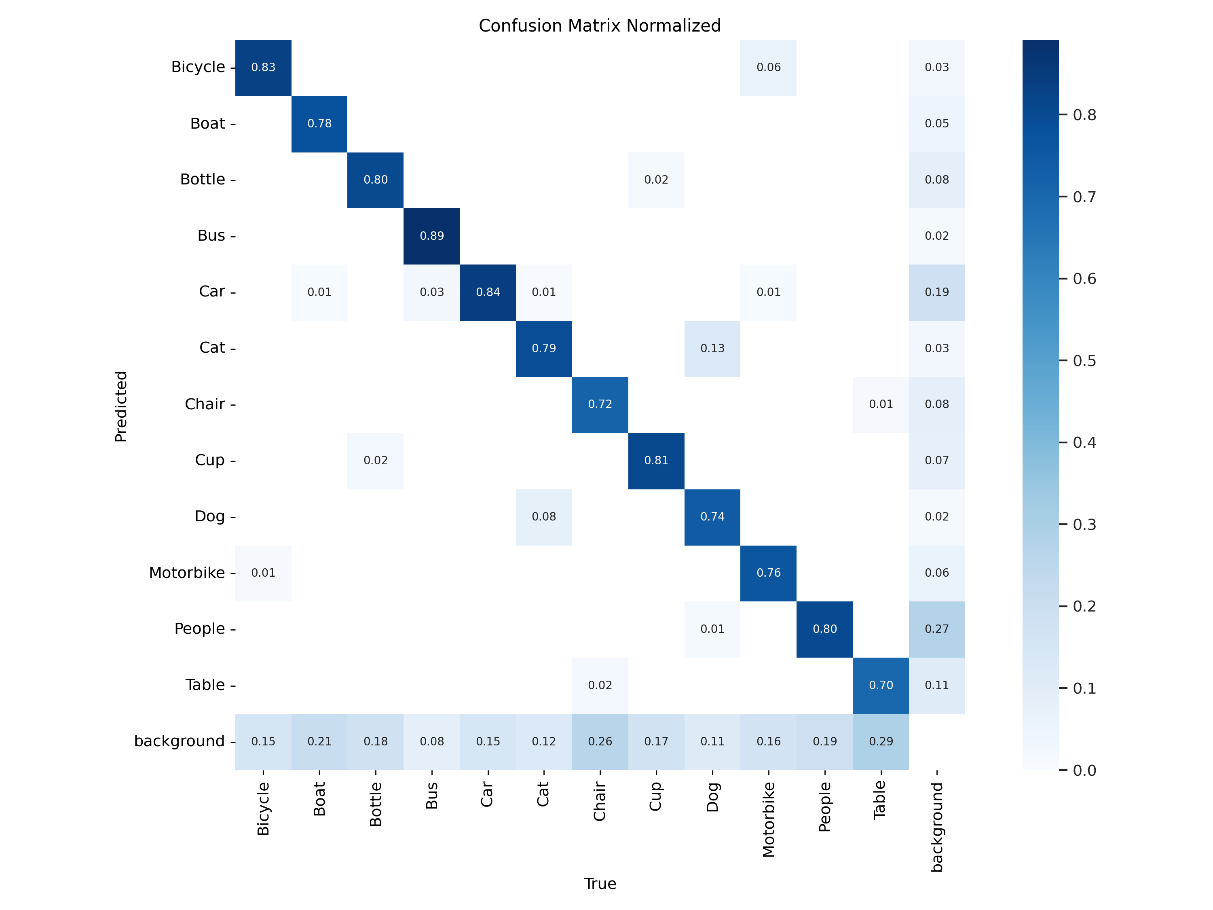 Confusion Matrix Normalized
Bicycle 0.83 0.06 0.03
Boat 0.78 0.05
Bottle 0.80 0.02 0.08
Bus 0.89 0.02
Car 0.01 0.03 0.84 0.01 0.01 0.19
Cat 0.79 0.13 0.03
Chair 0.72 0.01 0.08
Cup 0.02 0.81 0.07
Dog 0.08 0.74 0.02
Motorbike 0.01 0.76 0.06
People 0.01 0.80 0.27
Table 0.02 0.70 0.11
background 0.15 0.21 0.18 0.08 0.15 0.12 0.26 0.17 0.11 0.16 0.19 0.29
Predicted
Bicycle Boat Bottle Bus Car Cat Chair Cup Dog Motorbike People Table background
True
0.8
0.7
0.6
0.5
0.4
0.3
0.2
0.1
0.0